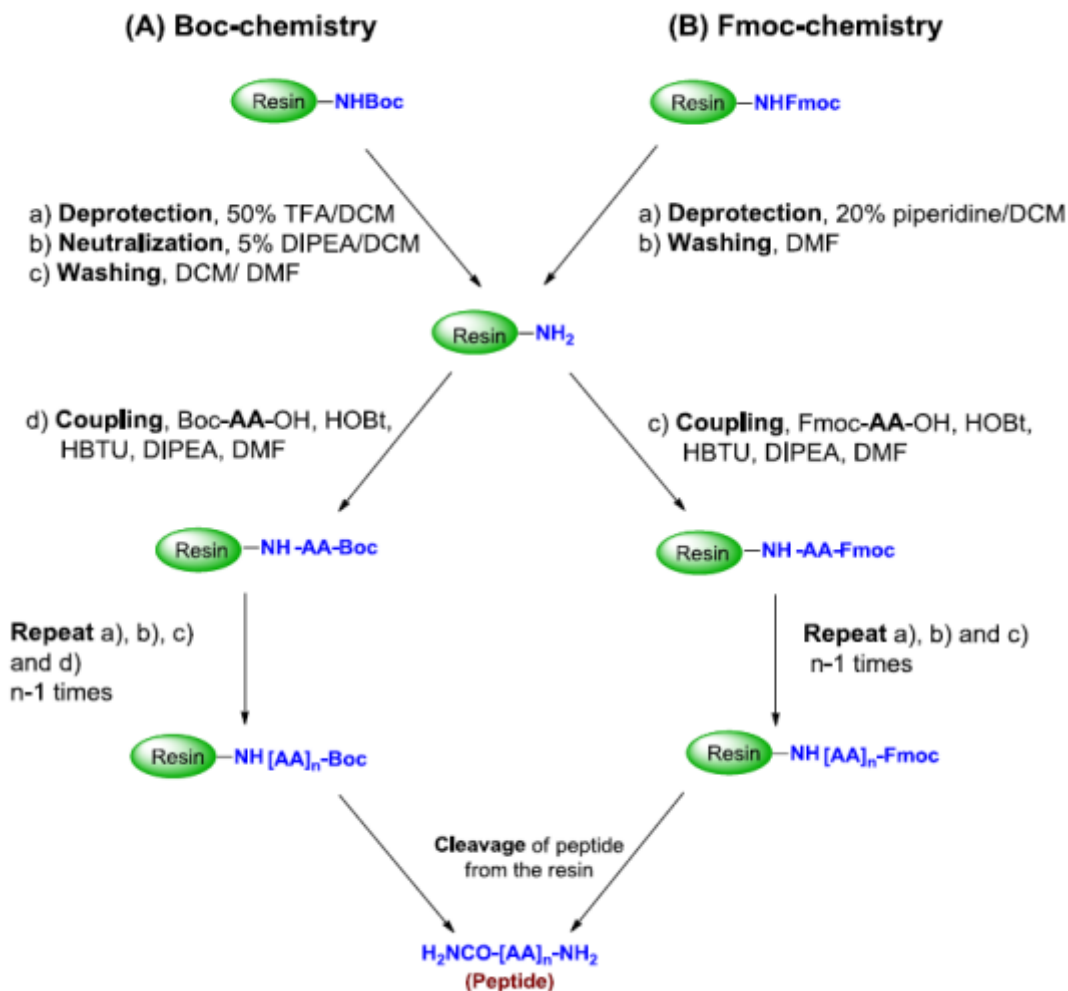 (A) Boc-chemistry
(B) Fmoc-chemistry
Resin –NHBoc
Resin –NHFmoc
a) Deprotection, 50% TFA/DCM
b) Neutralization, 5% DIPEA/DCM
c) Washing, DCM/ DMF
a) Deprotection, 20% piperidine/DCM
b) Washing, DMF
Resin –NH2
d) Coupling, Boc-AA-OH, HOBt,
HBTU, DIPEA, DMF
c) Coupling, Fmoc-AA-OH, HOBt,
HBTU, DIPEA, DMF
Resin –NH -AA-Boc
Resin –NH -AA-Fmoc
Repeat a), b), c)
and d)
n-1 times
Repeat a), b) and c)
n-1 times
Resin –NH [AA]n-Boc
Resin –NH [AA]n-Fmoc
Cleavage of peptide
from the resin
H2NCO-[AA]n-NH2
(Peptide)